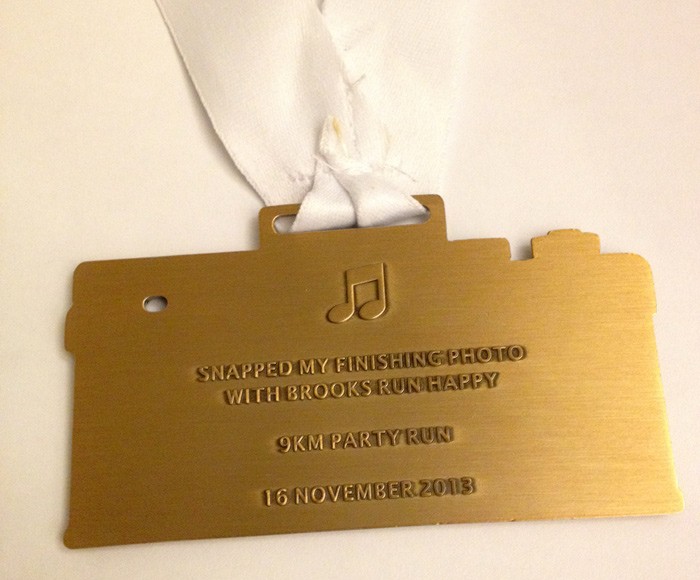 SNAPPED MY FINISHING PHOTO
WITH BROOKS RUN HAPPY
9KM PARTY RUN
16 NOVEMBER 2013